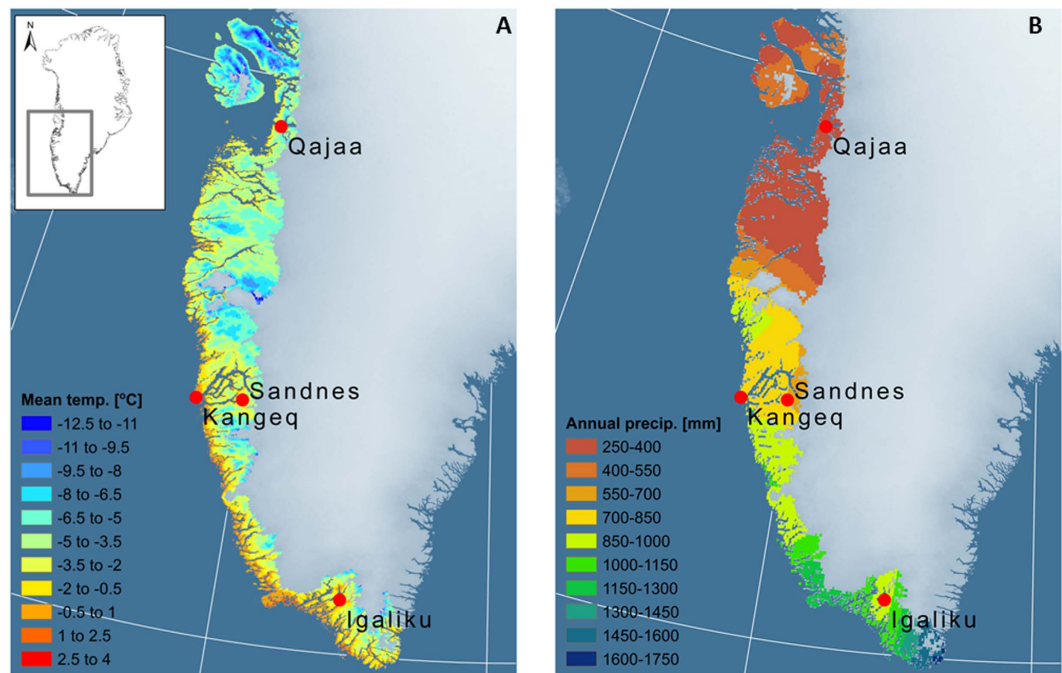 N
A
Qajaa
Sandnes
Kangeq
Igaliku
Mean temp. [ºC]
-12.5 to -11
-11 to -9.5
-9.5 to -8
-8 to -6.5
-6.5 to -5
-5 to -3.5
-3.5 to -2
-2 to -0.5
-0.5 to 1
1 to 2.5
2.5 to 4
B
Qajaa
Sandnes
Kangeq
Igaliku
Annual precip. [mm]
250-400
400-550
550-700
700-850
850-1000
1000-1150
1150-1300
1300-1450
1450-1600
1600-1750